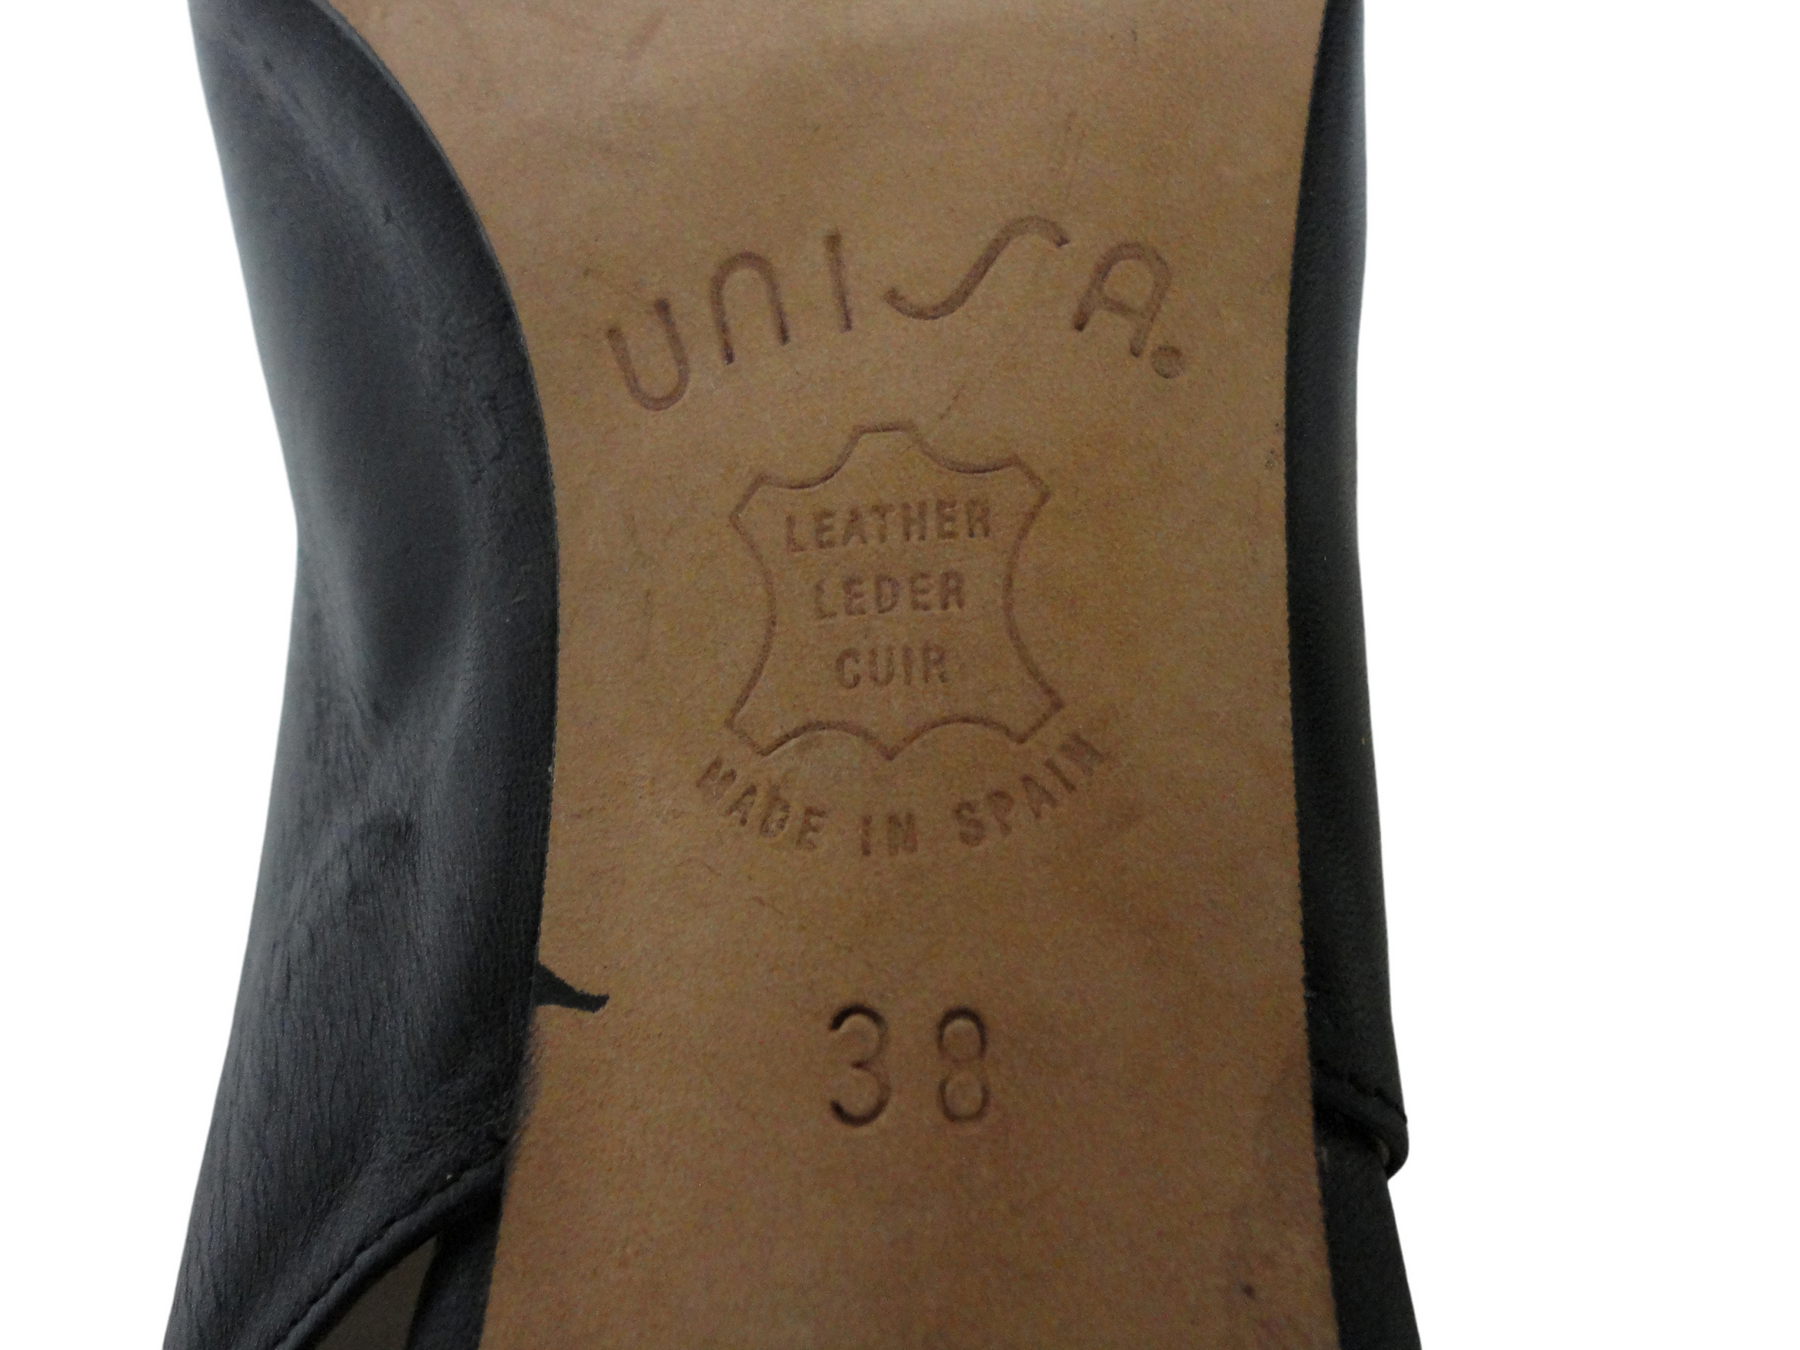 UNISA.
LEATHER
LEDER
CUIR
MADE IN SPAIN
38